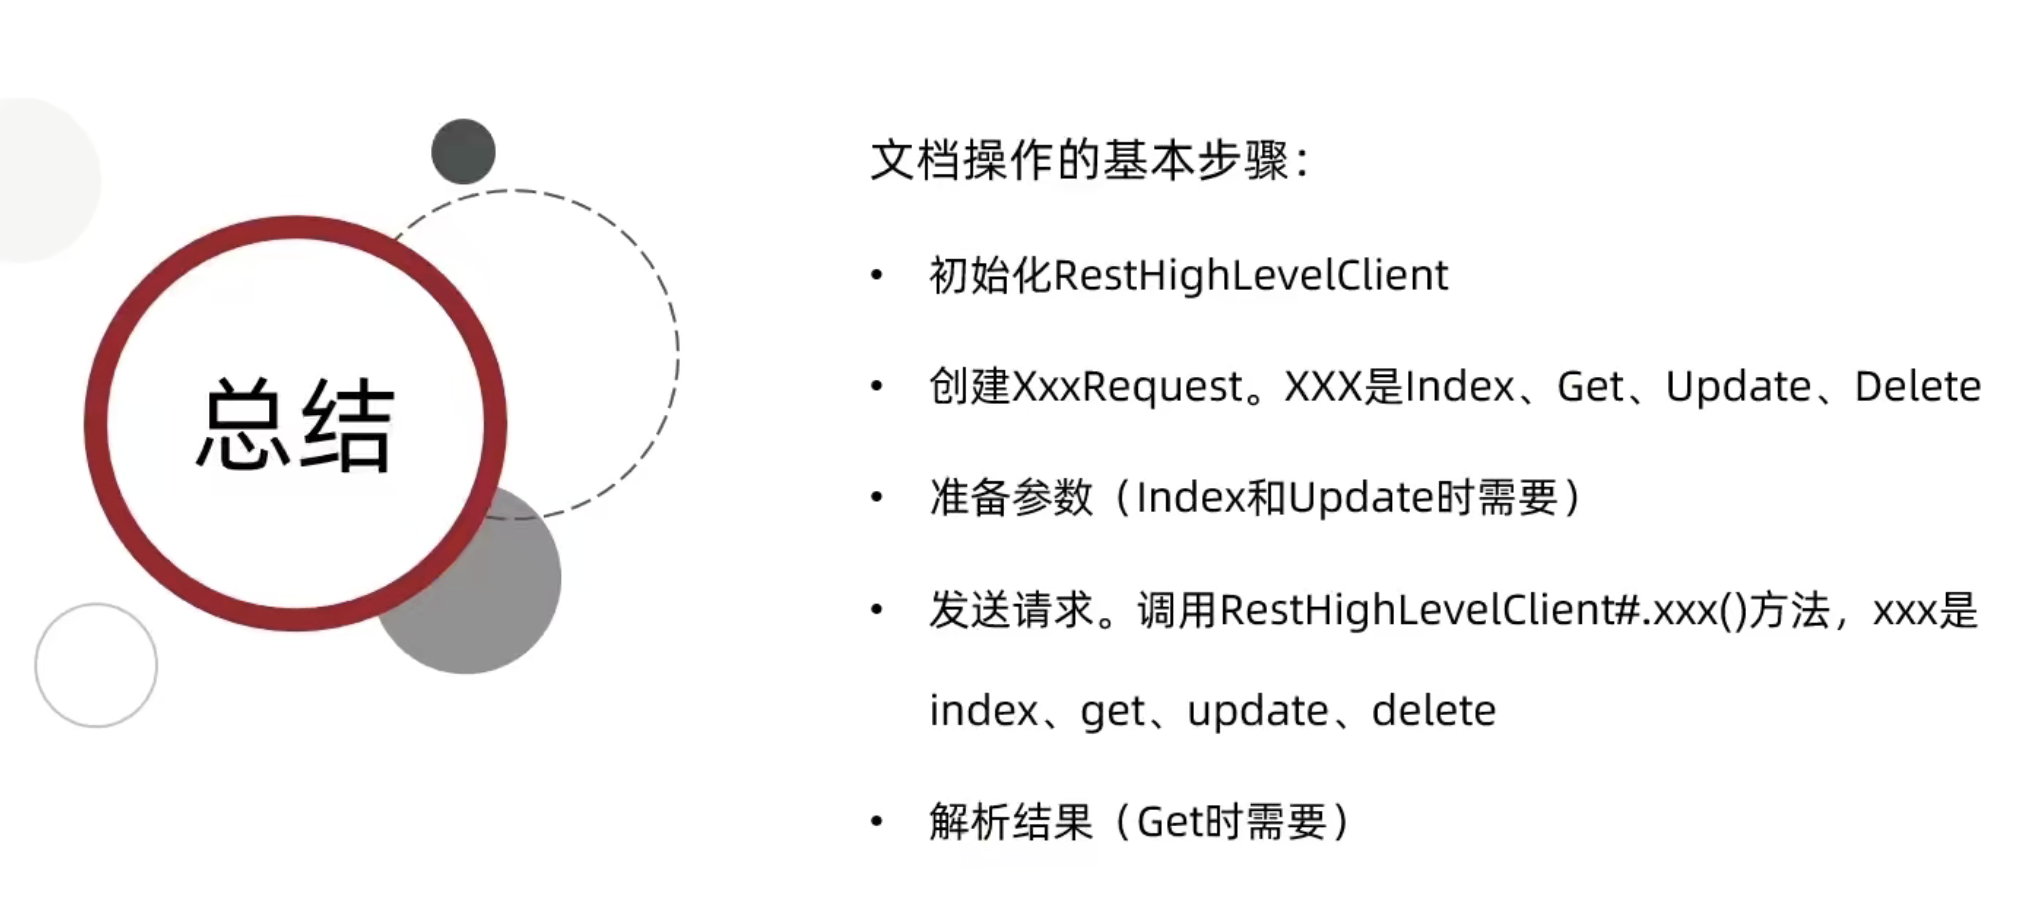 总结
文档操作的基本步骤：
• 初始化RestHighLevelClient
• 创建XxxRequest。XXX是Index、Get、Update、Delete
• 准备参数（Index和Update时需要）
• 发送请求。调用RestHighLevelClient#.xxx()方法，xxx是
index、get、update、delete
• 解析结果（Get时需要）